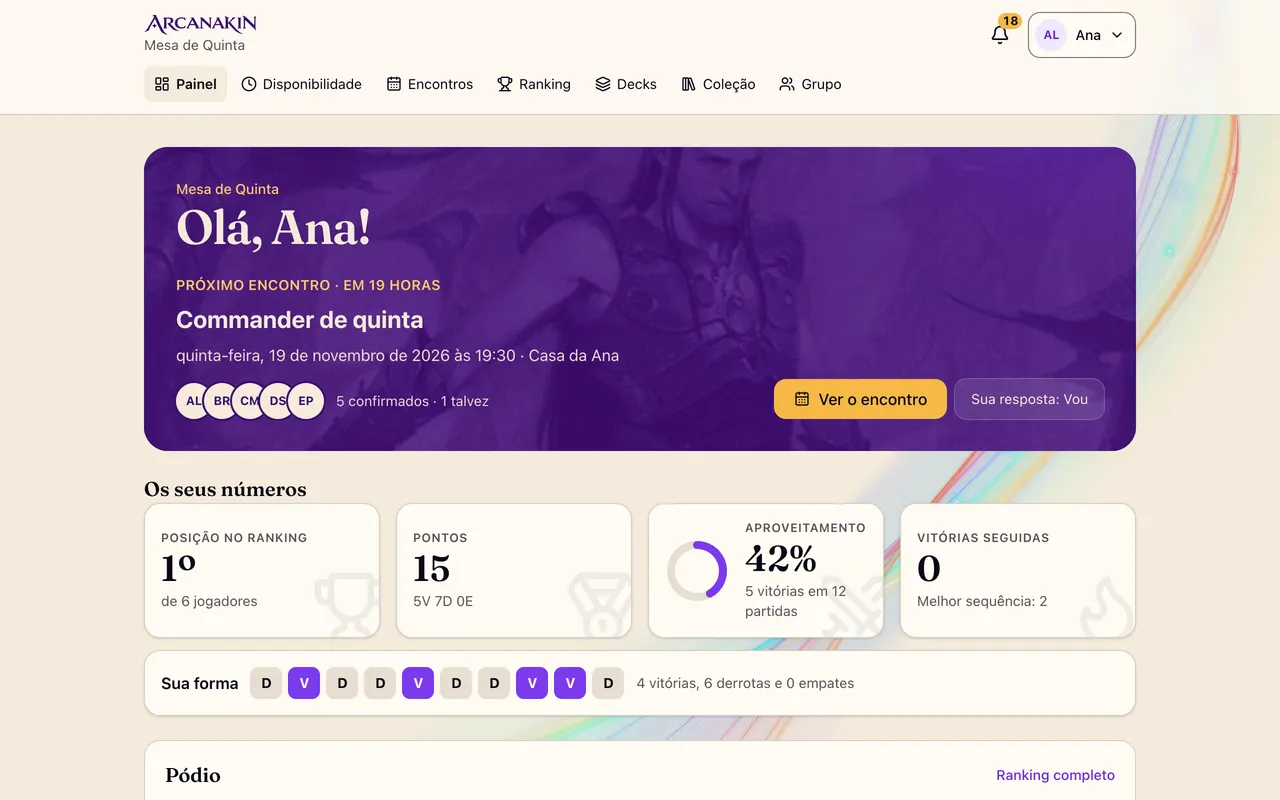 ARCANAKIN
Mesa de Quinta
18
AL Ana
Painel Disponibilidade Encontros Ranking Decks Coleção Grupo
Mesa de Quinta
Olá, Ana!
PRÓXIMO ENCONTRO · EM 19 HORAS
Commander de quinta
quinta-feira, 19 de novembro de 2026 às 19:30 · Casa da Ana
AL BR CM DS EP 5 confirmados · 1 talvez
Ver o encontro
Sua resposta: Vou
Os seus números
POSIÇÃO NO RANKING
1º
de 6 jogadores
PONTOS
15
5V 7D 0E
APROVEITAMENTO
42%
5 vitórias em 12
partidas
VITÓRIAS SEGUIDAS
0
Melhor sequência: 2
Sua forma D V D D V D D V V D 4 vitórias, 6 derrotas e 0 empates
Pódio
Ranking completo